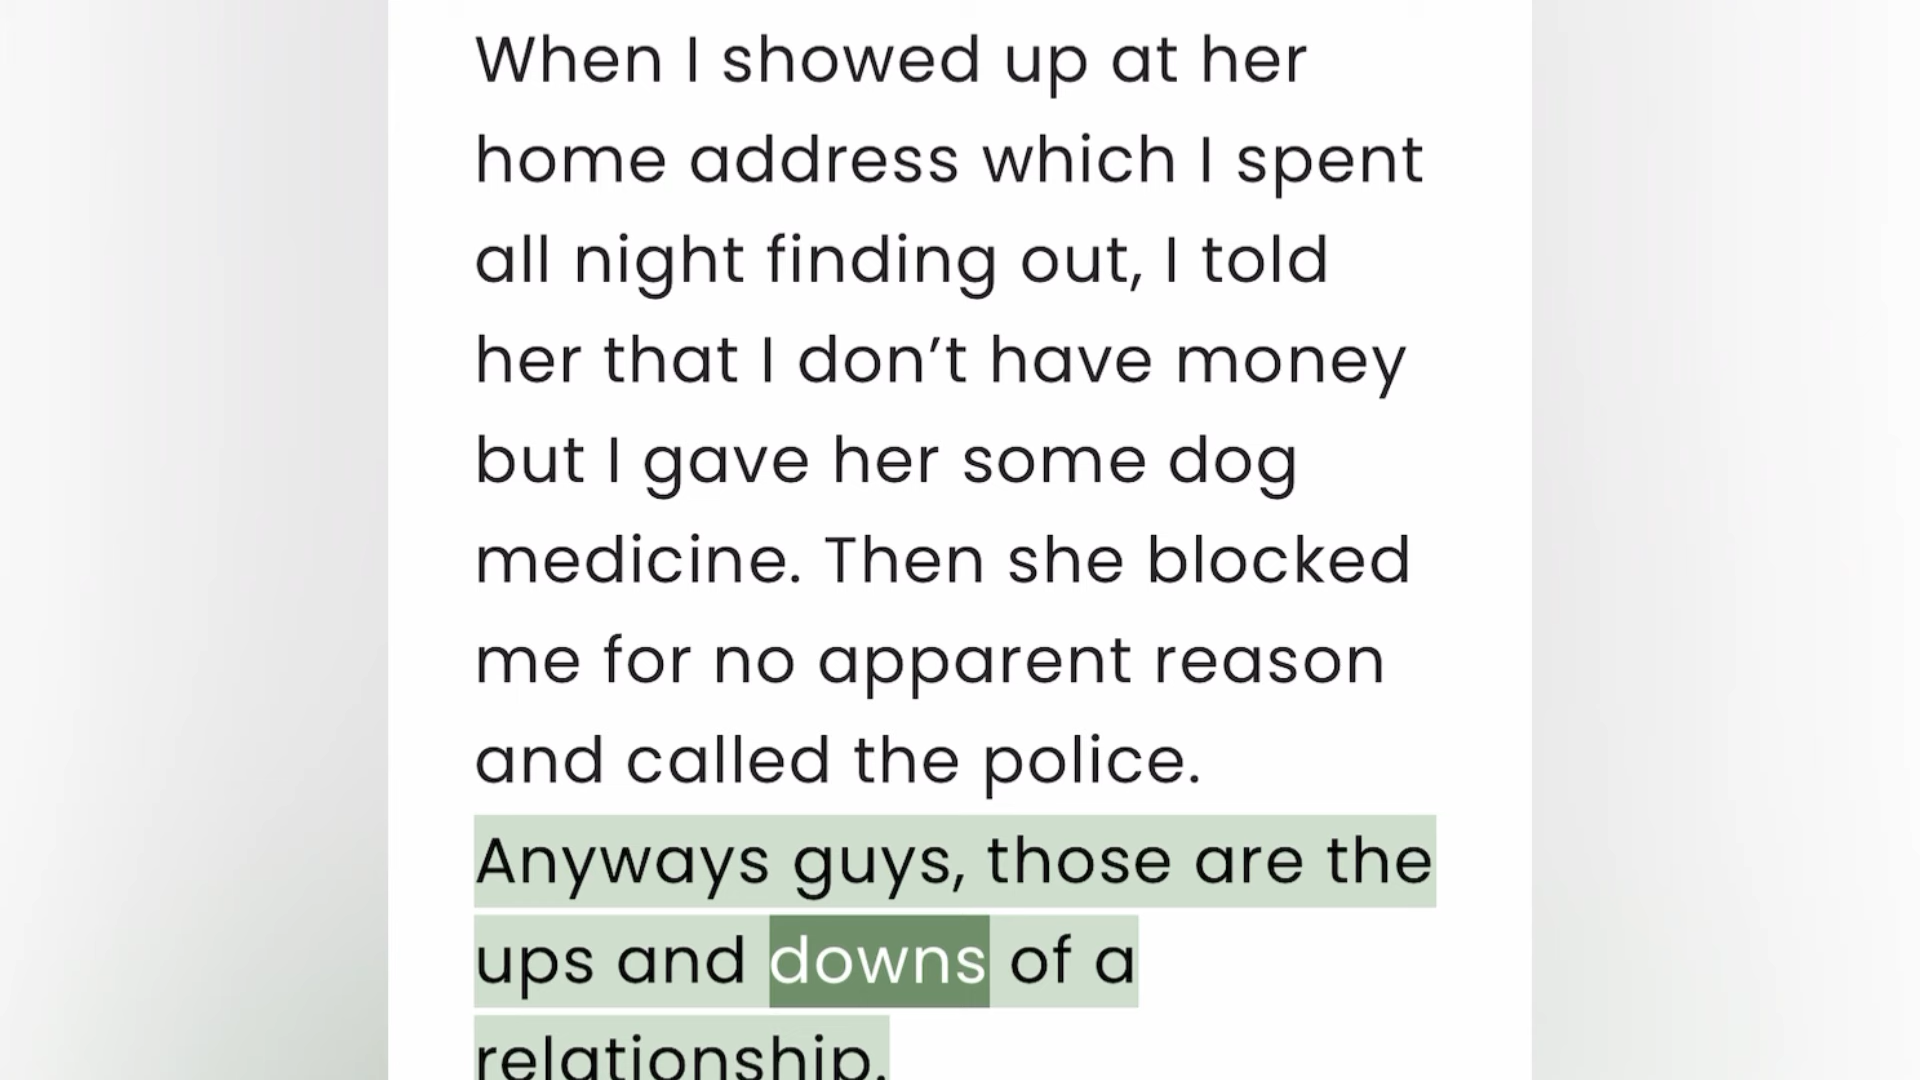 When I showed up at her
home address which I spent
all night finding out, I told
her that I don’t have money
but I gave her some dog
medicine. Then she blocked
me for no apparent reason
and called the police.
Anyways guys, those are the
ups and downs of a
relationship.